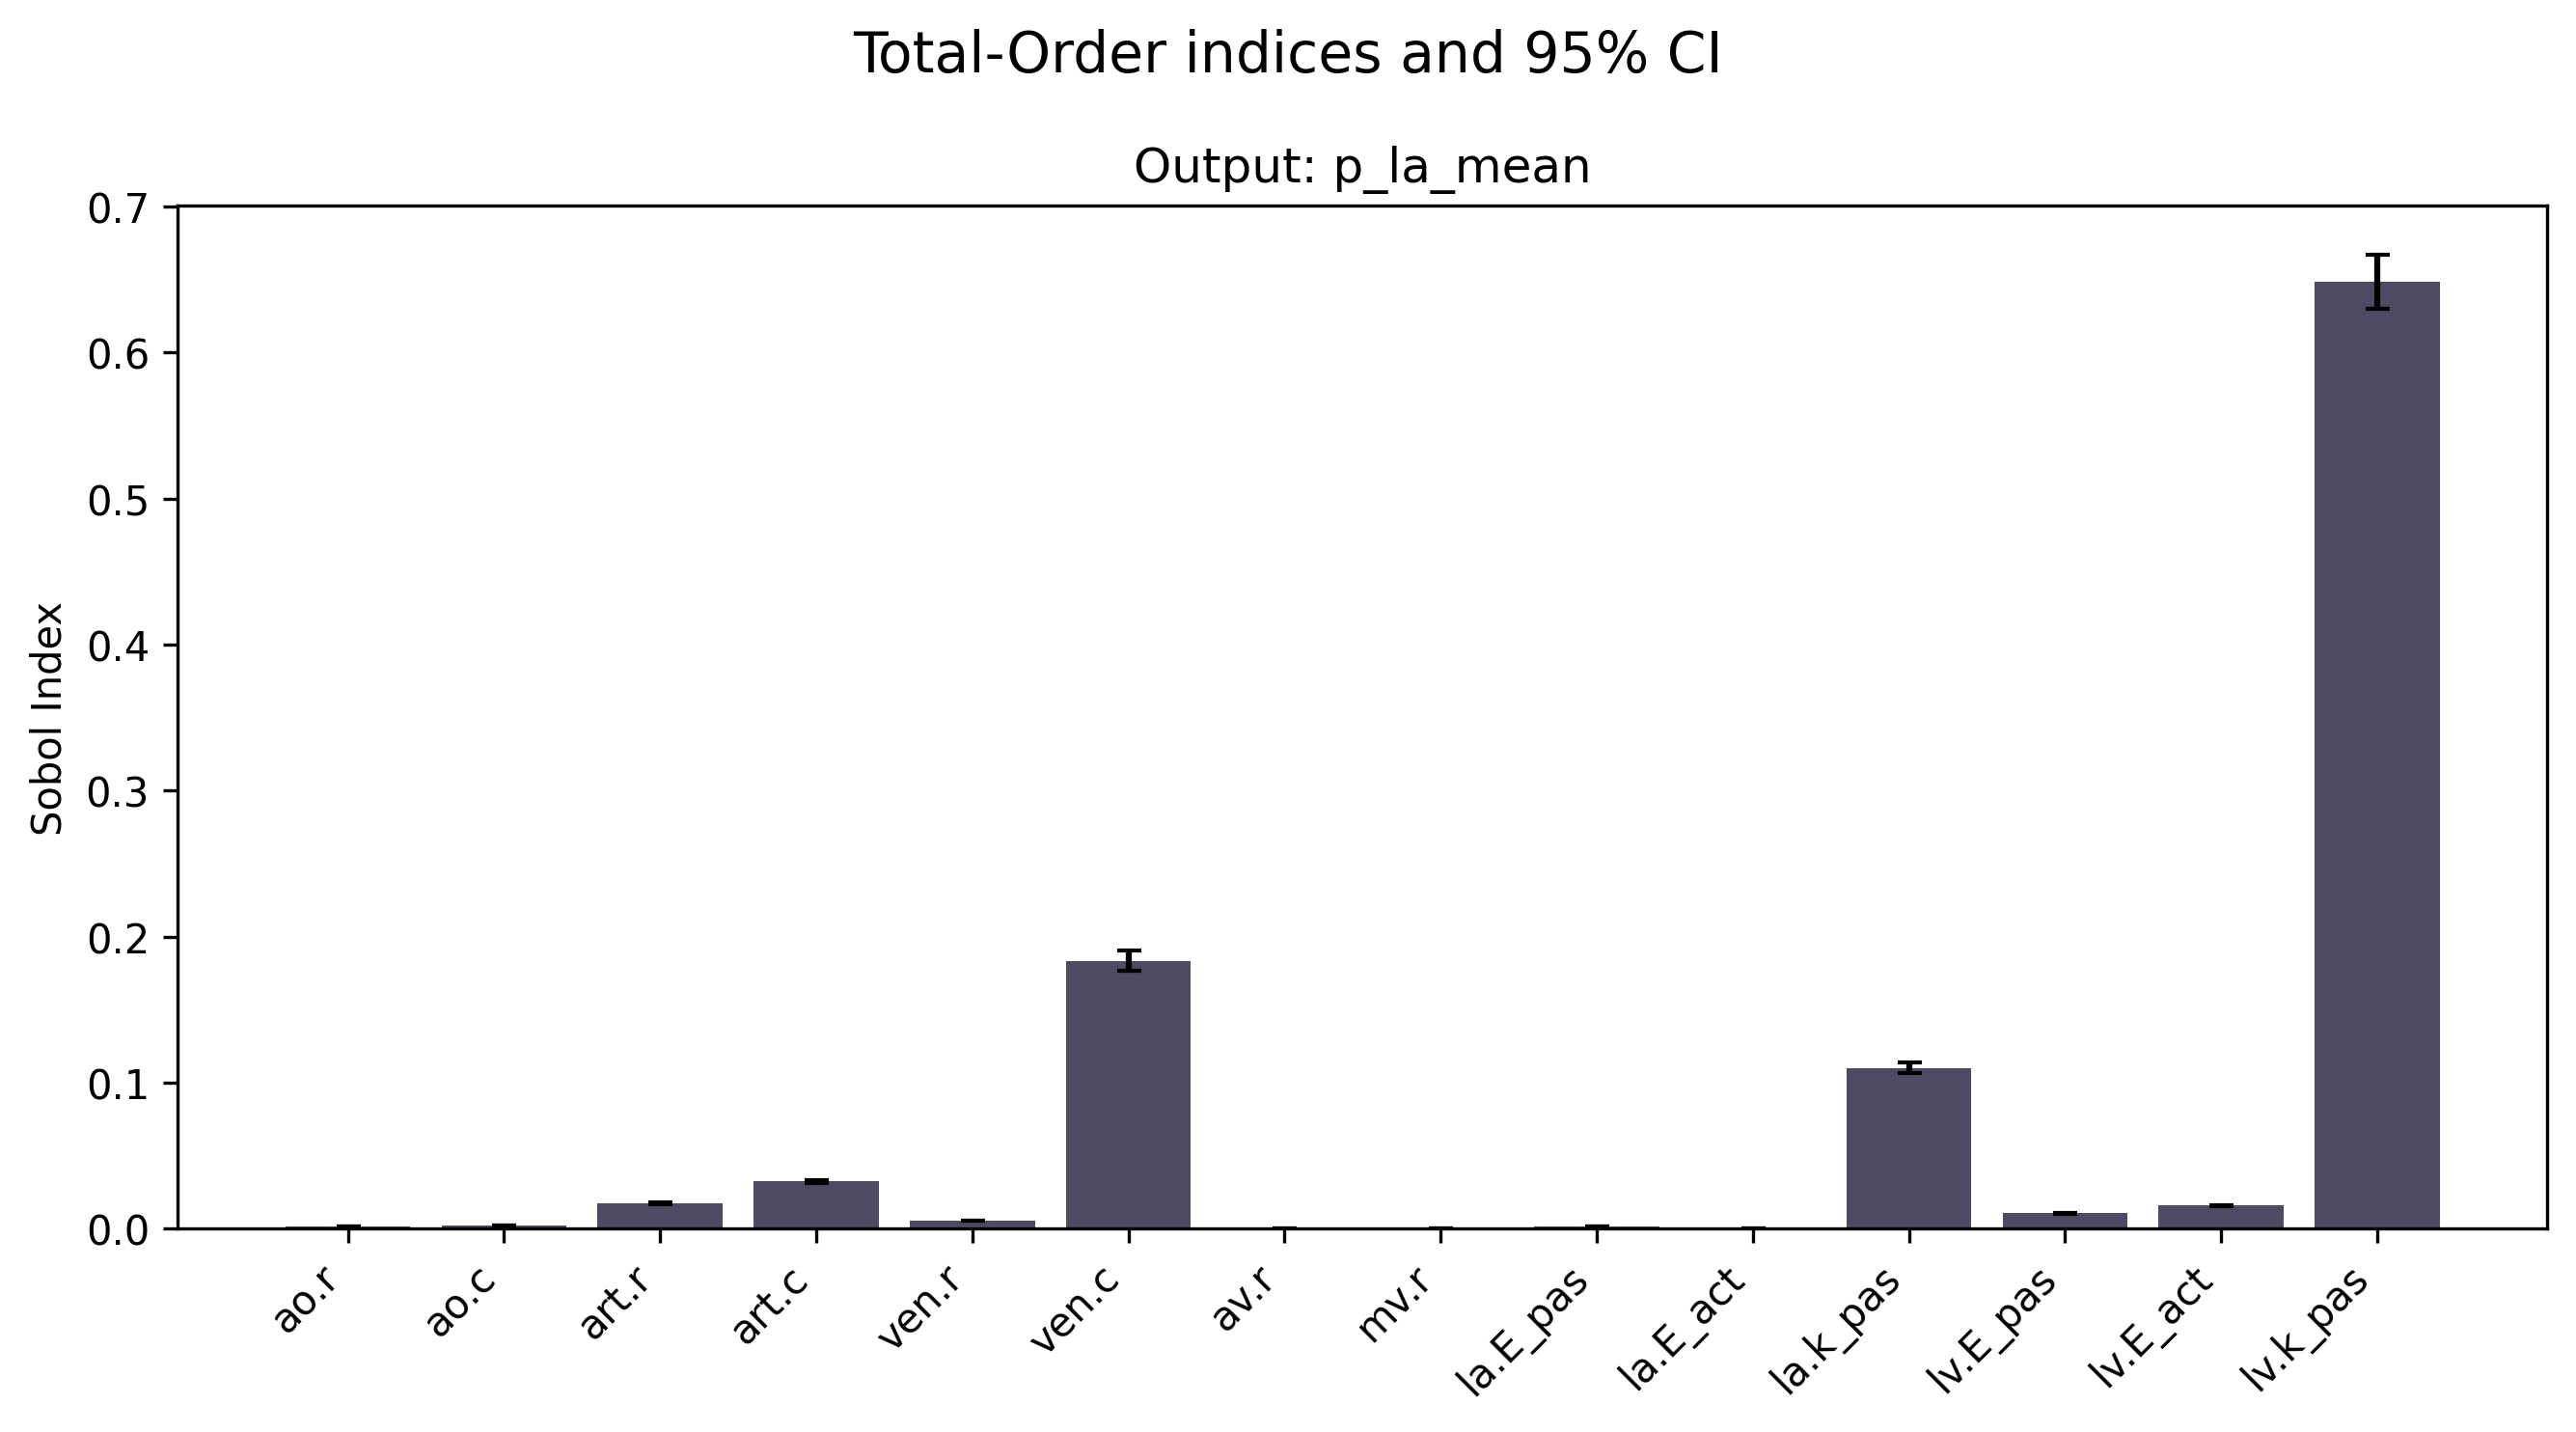 Total-Order indices and 95% CI
Output: p_la_mean
Sobol Index
0.7
0.6
0.5
0.4
0.3
0.2
0.1
0.0
ao.r
ao.c
art.r
art.c
ven.r
ven.c
av.r
mv.r
la.E_pas
la.E_act
la.k_pas
lv.E_pas
lv.E_act
lv.k_pas